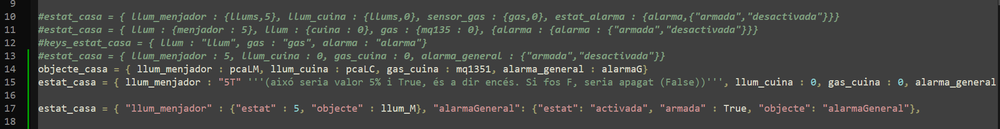 9
10 #estat_casa = { llum_menjador : {llums,5}, llum_cuina : {llums,0}, sensor_gas : {gas,0}, estat_alarma : {alarma,{"armada","desactivada"}}}
11 #estat_casa = { llum : {menjador : 5}, llum : {cuina : 0}, gas : {mq135 : 0}, {alarma : {alarma : {"armada","desactivada"}}}
12 #keys_estat_casa = { llum : "llum", gas : "gas", alarma : "alarma"}
13 #estat_casa = { llum_menjador : 5, llum_cuina : 0, gas_cuina : 0, alarma_general : {"armada","desactivada"}}
14 objecte_casa = { llum_menjador : pcaLM, llum_cuina : pcaLC, gas_cuina : mq1351, alarma_general : alarmaG}
15 estat_casa = { llum_menjador : "5T" '''(aixó seria valor 5% i True, és a dir encés. Si fos F, seria apagat (False))''', llum_cuina : 0, gas_cuina : 0, alarma_general
16
17 estat_casa = { "llum_menjador" : {"estat" : 5, "objecte" : llum_M}, "alarmaGeneral": {"estat": "activada", "armada" : True, "objecte": "alarmaGeneral"},
18